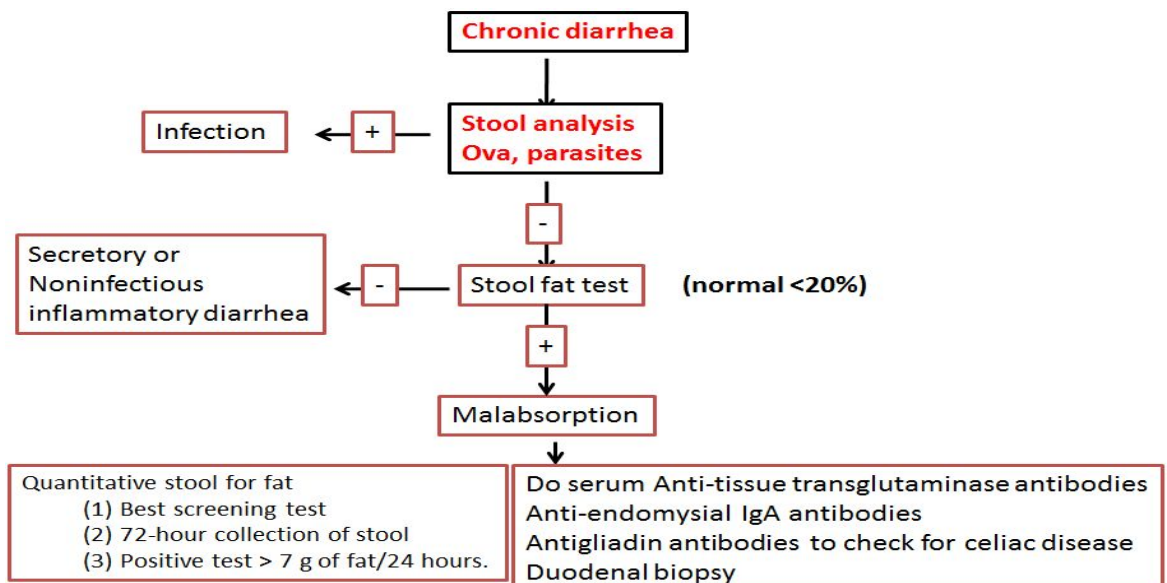 Chronic diarrhea
Infection
+
Stool analysis
Ova, parasites
-
Secretory or
Noninfectious
inflammatory diarrhea
-
Stool fat test
(normal <20%)
+
Malabsorption
Quantitative stool for fat
(1) Best screening test
(2) 72-hour collection of stool
(3) Positive test > 7 g of fat/24 hours.
Do serum Anti-tissue transglutaminase antibodies
Anti-endomysial IgA antibodies
Antigliadin antibodies to check for celiac disease
Duodenal biopsy